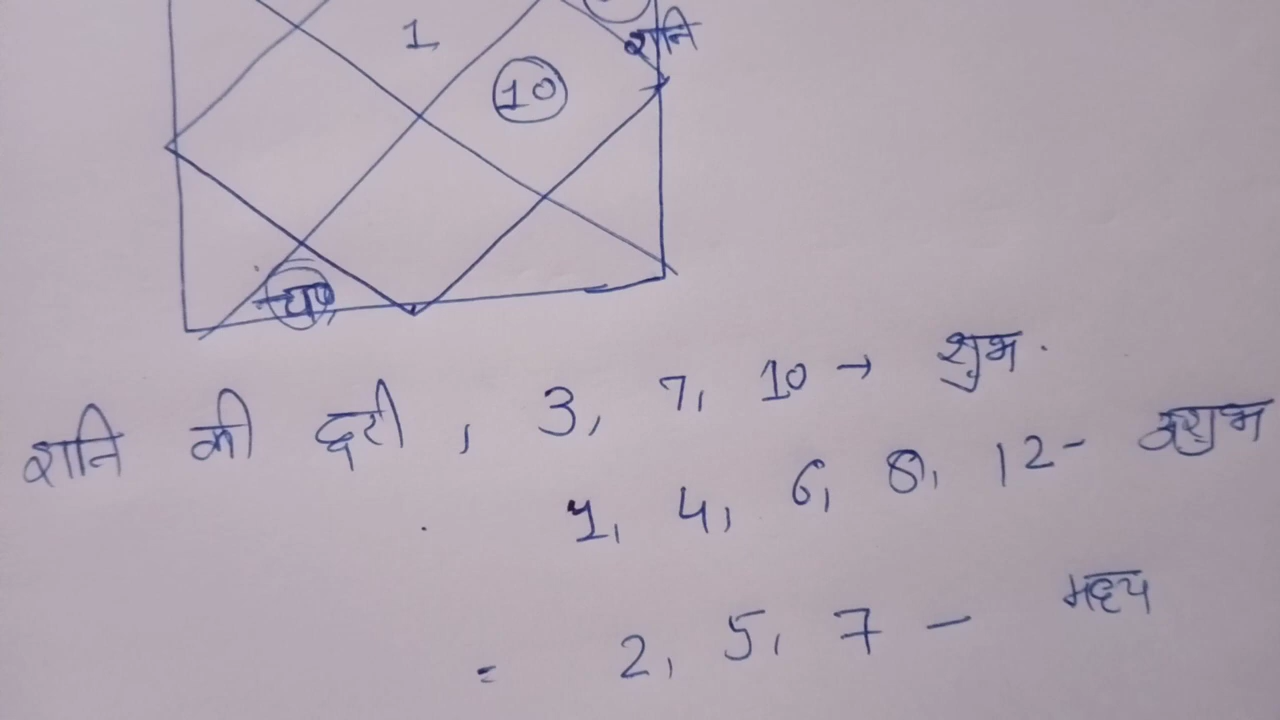 1
शनि
10
शनि की दृष्टी, 3, 7, 10 → शुभ.
1, 4, 6, 8, 12 - अशुभ
= 2, 5, 7 - मध्य